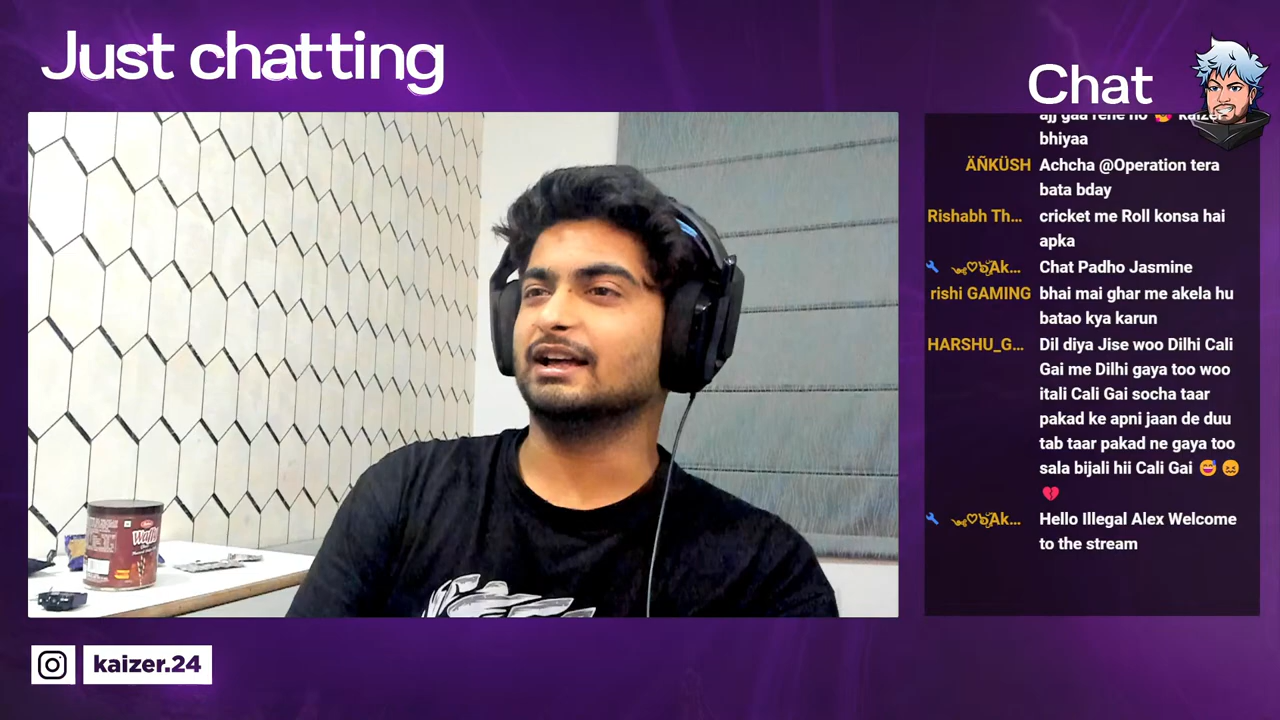 Just chatting
Chat
bhiyaa
ÄÑKÜSH Achcha @Operation tera
bata bday
Rishabh Th... cricket me Roll konsa hai
apka
Chat Padho Jasmine
rishi GAMING bhai mai ghar me akela hu
batao kya karun
HARSHU_G... Dil diya Jise woo Dilhi Cali
Gai me Dilhi gaya too woo
itali Cali Gai socha taar
pakad ke apni jaan de duu
tab taar pakad ne gaya too
sala bijali hii Cali Gai 😅 😖
💔
Hello Illegal Alex Welcome
to the stream
kaizer.24